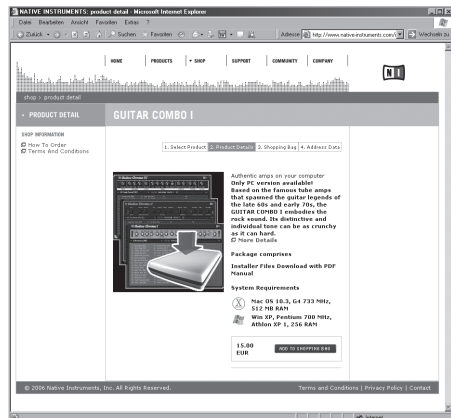 NATIVE INSTRUMENTS: product detail - Microsoft Internet Explorer
Datei Bearbeiten Ansicht Favoriten Extras ?
Zurück Suchen Favoriten Adresse http://www.native-instruments.com/ Wechseln zu
HOME PRODUCTS SHOP SUPPORT COMMUNITY COMPANY
N I
shop > product detail
PRODUCT DETAIL
GUITAR COMBO I
SHOP INFORMATION
How To Order
Terms And Conditions
1. Select Product 2. Product Details 3. Shopping Bag 4. Address Data
Authentic amps on your computer
Only PC version available!
Based on the famous tube amps
that spawned the guitar legends of
the late 60s and early 70s, the
GUITAR COMBO I embodies the
rock sound. Its distinctive and
individual tone can be as crunchy
as it can hard.
More Details
Package comprises
Installer Files Download with PDF
Manual
System Requirements
Mac OS 10.3, G4 733 MHz,
512 MB RAM
Win XP, Pentium 700 MHz,
Athlon XP 1, 256 RAM
15.00
EUR
ADD TO SHOPPING BAG
© 2006 Native Instruments, Inc. All Rights Reserved.
Terms and Conditions | Privacy Policy | Contact
Internet